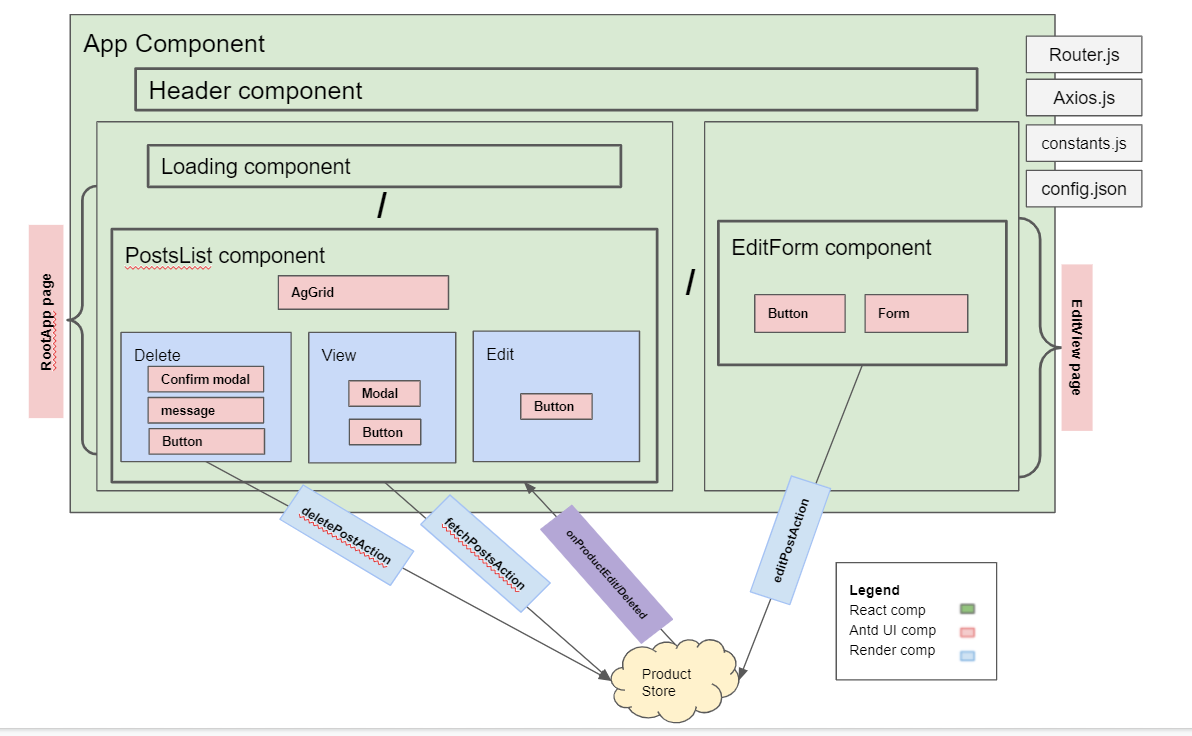 App Component
Header component
Router.js
Axios.js
constants.js
config.json
Loading component
/
PostsList component
AgGrid
Delete
Confirm modal
message
Button
View
Modal
Button
Edit
Button
/
EditForm component
Button
Form
RootApp page
EditView page
deletePostAction
fetchPostsAction
onProductEdit/Deleted
editPostAction
Product
Store
Legend
React comp
Antd UI comp
Render comp